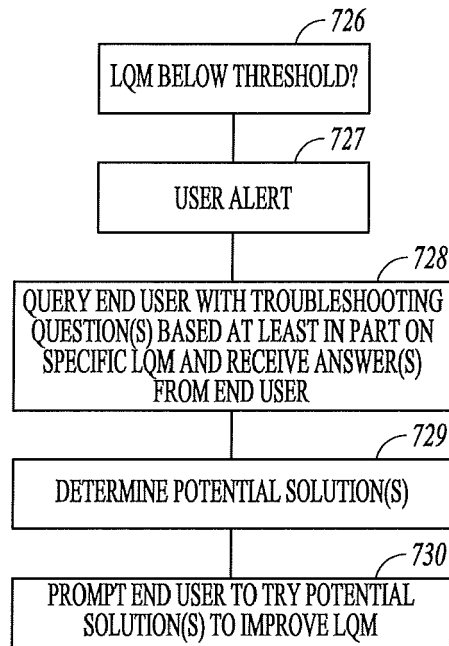 726
LQM BELOW THRESHOLD?
727
USER ALERT
728
QUERY END USER WITH TROUBLESHOOTING
QUESTION(S) BASED AT LEAST IN PART ON
SPECIFIC LQM AND RECEIVE ANSWER(S)
FROM END USER
729
DETERMINE POTENTIAL SOLUTION(S)
730
PROMPT END USER TO TRY POTENTIAL
SOLUTION(S) TO IMPROVE LQM